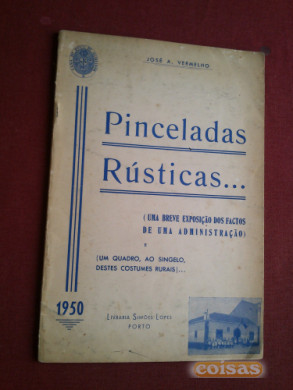 JOSÉ A. VERMELHO
Pinceladas
Rústicas...
(UMA BREVE EXPOSIÇÃO DOS FACTOS
DE UMA ADMINISTRAÇÃO)
E
(UM QUADRO, AO SINGELO,
DESTES COSTUMES RURAIS)...
1950
LIVRARIA SIMÕES LOPES
PORTO
coisas